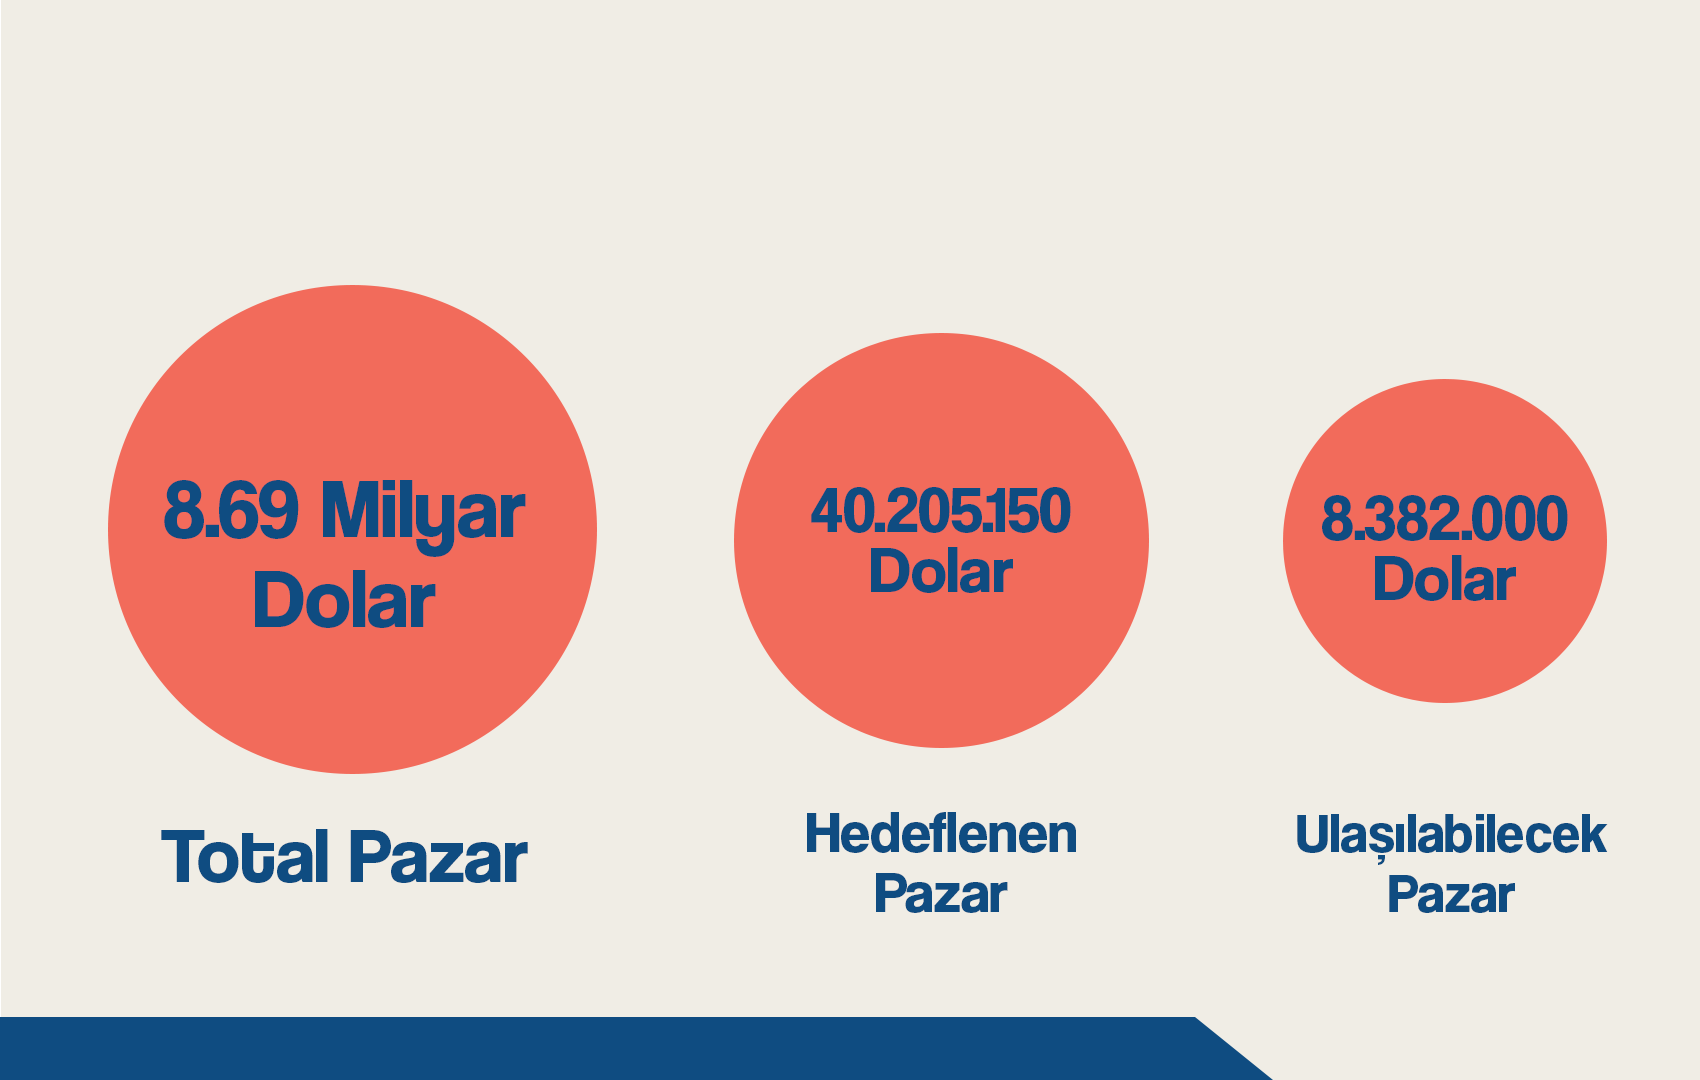 8.69 Milyar
Dolar
Total Pazar
40.205.150
Dolar
Hedeflenen
Pazar
8.382.000
Dolar
Ulaşılabilecek
Pazar